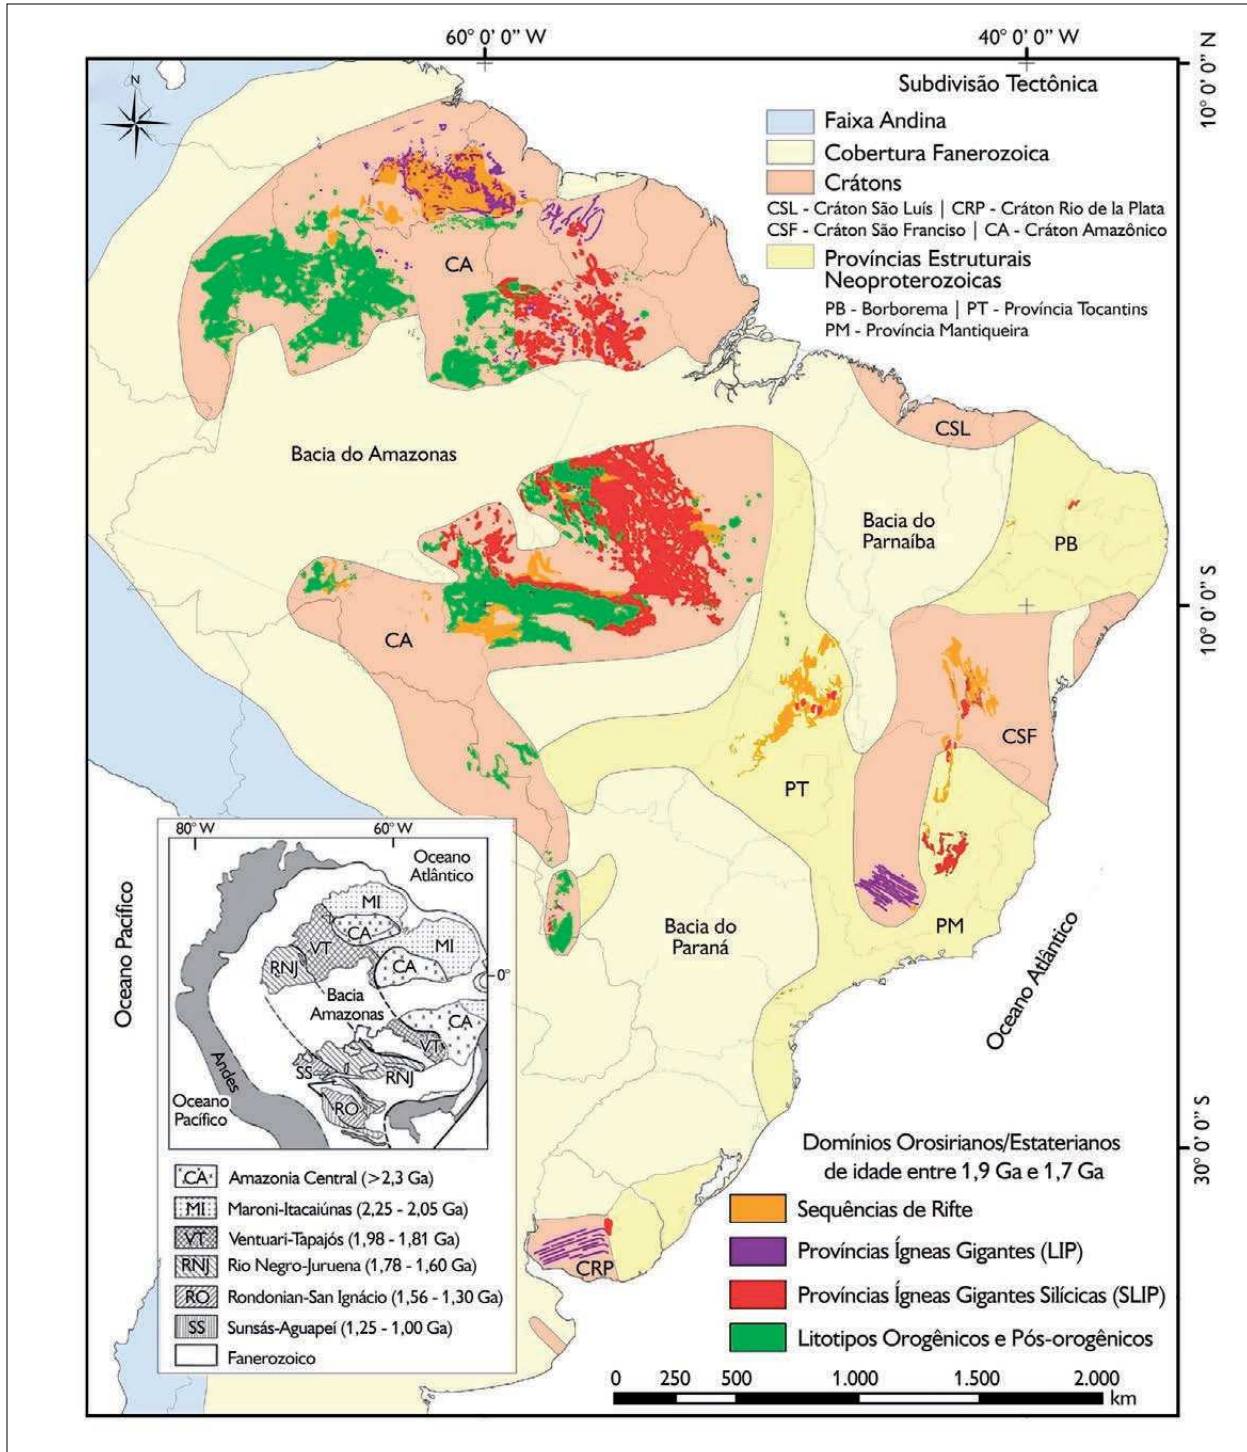 60° 0' 0" W
40° 0' 0" W
10° 0' 0" N
N
Subdivisão Tectônica
Faixa Andina
Cobertura Fanerozoica
Crátons
CSL - Cráton São Luís | CRP - Cráton Rio de la Plata
CSF - Cráton São Franciso | CA - Cráton Amazônico
Províncias Estruturais
Neoproterozoicas
PB - Borborema | PT - Província Tocantins
PM - Província Mantiqueira
CA
CSL
Bacia do Amazonas
Bacia do
Parnaíba
PB
10° 0' 0" S
CA
CSF
PT
Bacia do
Paraná
PM
Oceano Pacífico
Oceano Atlântico
80° W
60° W
Oceano
Atlântico
MI
CA
MI
VT
RNJ
CA
0°
Bacia
Amazonas
CA
VT
SS
RNJ
RO
Andes
Oceano
Pacífico
CA
Amazonia Central (>2,3 Ga)
MI
Maroni-Itacaiúnas (2,25 - 2,05 Ga)
VT
Ventuari-Tapajós (1,98 - 1,81 Ga)
RNJ
Rio Negro-Juruena (1,78 - 1,60 Ga)
RO
Rondonian-San Ignácio (1,56 - 1,30 Ga)
SS
Sunsás-Aguapeí (1,25 - 1,00 Ga)
Fanerozoico
30° 0' 0" S
CRP
Domínios Orosirianos/Estaterianos
de idade entre 1,9 Ga e 1,7 Ga
Sequências de Rifte
Províncias Ígneas Gigantes (LIP)
Províncias Ígneas Gigantes Silícicas (SLIP)
Litotipos Orogênicos e Pós-orogênicos
0 250 500 1.000 1.500 2.000
km